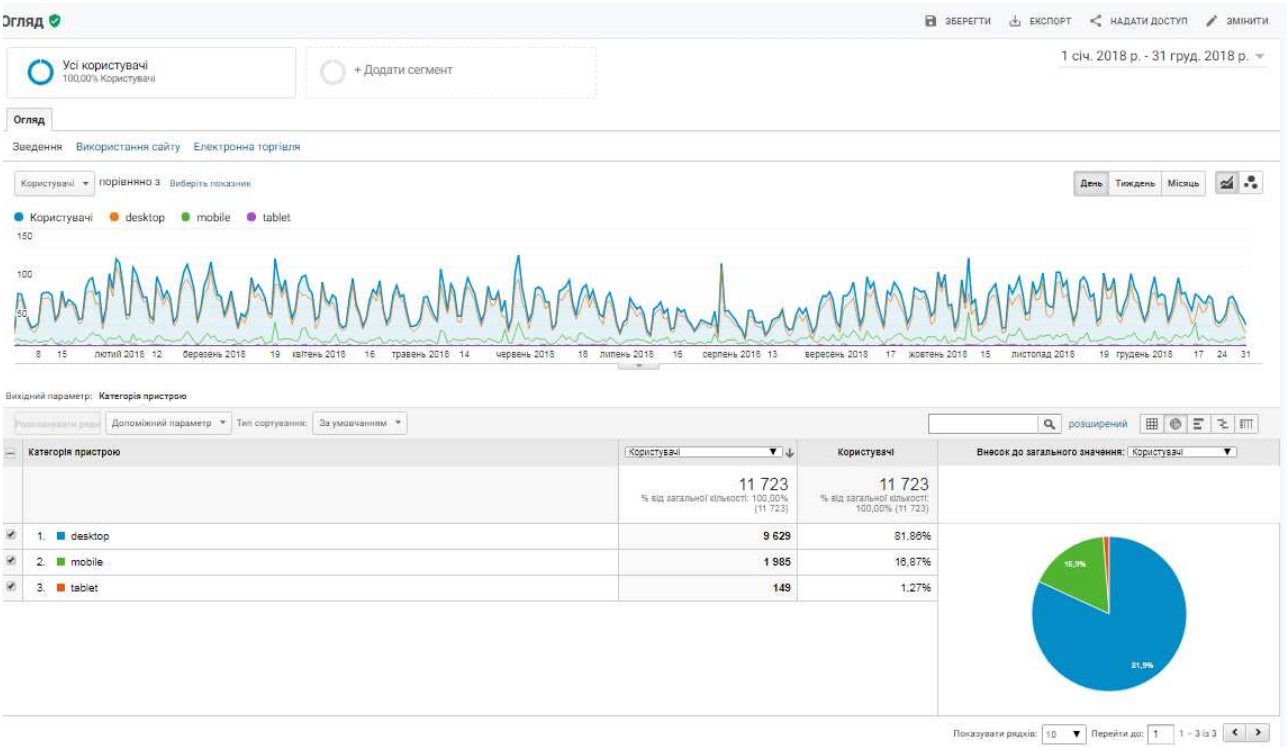 Огляд
ЗБЕРЕГТИ ЕКСПОРТ НАДАТИ ДОСТУП ЗМІНИТИ
Усі користувачі
100,00% Користувачі
+ Додати сегмент
1 січ. 2018 р. - 31 груд. 2018 р.
Огляд
Зведення Використання сайту Електронна торгівля
Користувачі порівняно з Виберіть показник
День Тиждень Місяць
Користувачі desktop mobile tablet
150
100
50
8 15 лютий 2018 12 березень 2018 19 квітень 2018 16 травень 2018 14 червень 2018 18 липень 2018 16 серпень 2018 13 вересень 2018 17 жовтень 2018 15 листопад 2018 19 грудень 2018 17 24 31
Вихідний параметр: Категорія пристрою
Допоміжний параметр Тип сортування: За умовчанням
розширений
Категорія пристрою Користувачі Користувачі Внесок до загального значення: Користувачі
11 723 11 723
% від загальної кількості: 100,00% (11 723)
% від загальної кількості: 100,00% (11 723)
1. desktop 9 629 81,86%
2. mobile 1 985 16,87%
3. tablet 149 1,27%
16,9%
81,9%
Показувати рядків: 10 Перейти до: 1 1 – 3 із 3